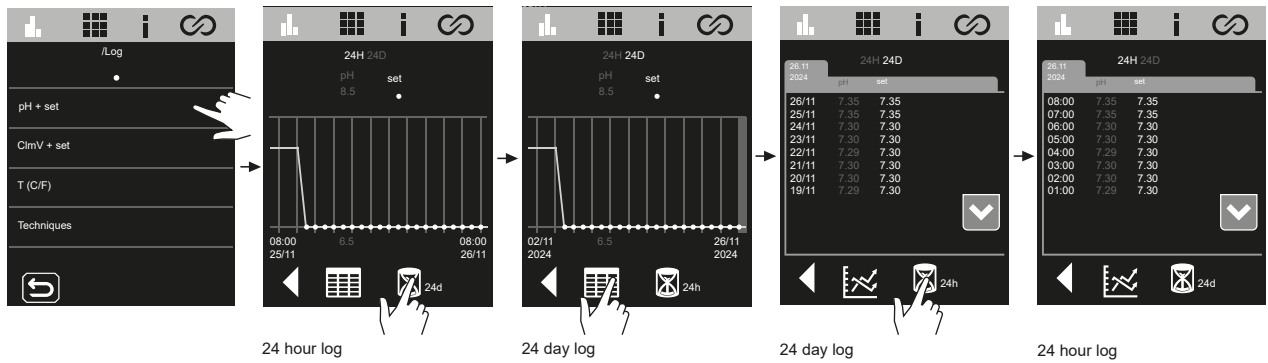 /Log
pH + set
ClmV + set
T (C/F)
Techniques
24H 24D
pH set
8.5
6.5
08:00 08:00
25/11 26/11
24d
24 hour log
24H 24D
pH set
8.5
6.5
02/11 26/11
2024 2024
24h
24 day log
24H 24D
26.11
2024 pH set
26/11 7.35 7.35
25/11 7.35 7.35
24/11 7.30 7.30
23/11 7.30 7.30
22/11 7.29 7.30
21/11 7.30 7.30
20/11 7.30 7.30
19/11 7.29 7.30
24h
24 day log
24H 24D
26.11
2024 pH set
08:00 7.35 7.35
07:00 7.35 7.35
06:00 7.30 7.30
05:00 7.30 7.30
04:00 7.29 7.30
03:00 7.30 7.30
02:00 7.30 7.30
01:00 7.29 7.30
24d
24 hour log